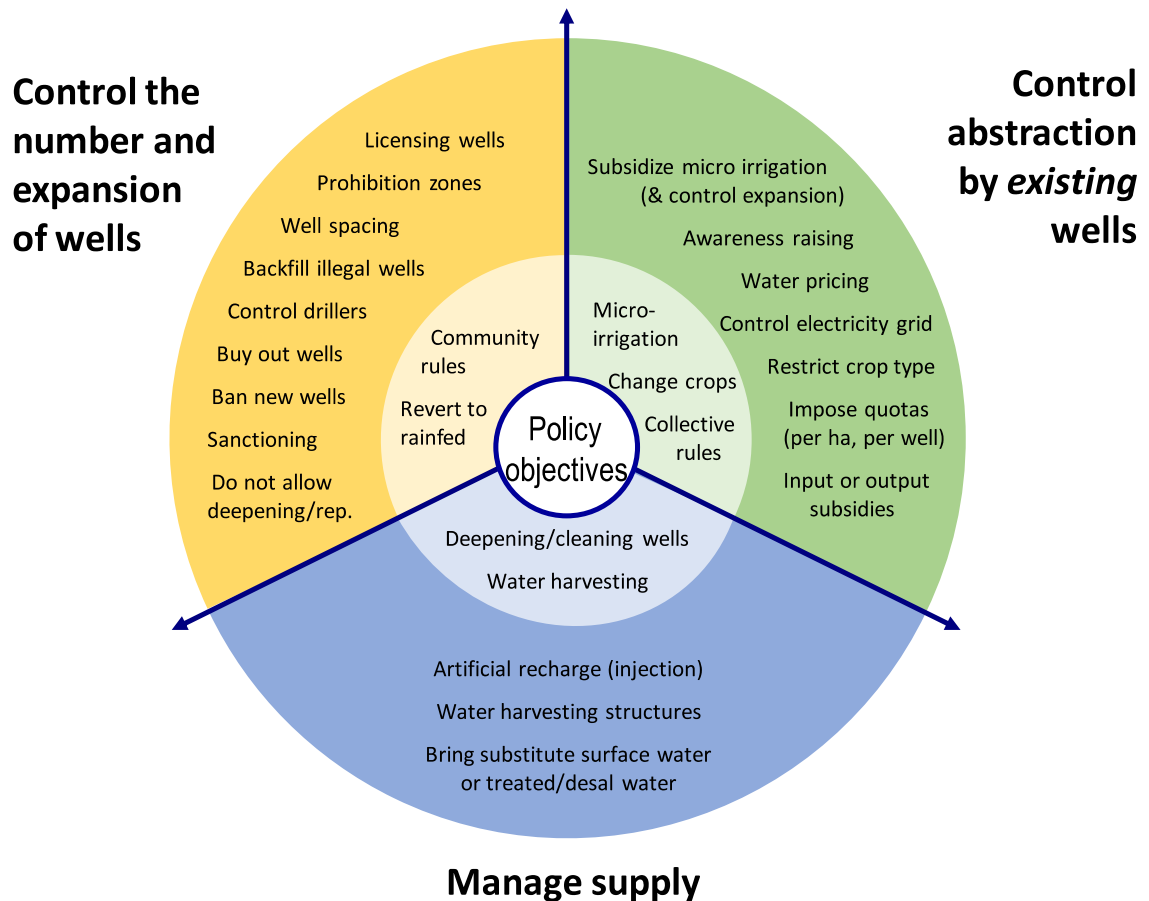 Control the
number and
expansion
of wells
Control
abstraction
by existing
wells
Licensing wells
Prohibition zones
Well spacing
Backfill illegal wells
Control drillers
Buy out wells
Ban new wells
Sanctioning
Do not allow
deepening/rep.
Community
rules
Revert to
rainfed
Subsidize micro irrigation
(& control expansion)
Awareness raising
Water pricing
Control electricity grid
Restrict crop type
Impose quotas
(per ha, per well)
Input or output
subsidies
Micro-
irrigation
Change crops
Collective
rules
Policy
objectives
Deepening/cleaning wells
Water harvesting
Artificial recharge (injection)
Water harvesting structures
Bring substitute surface water
or treated/desal water
Manage supply